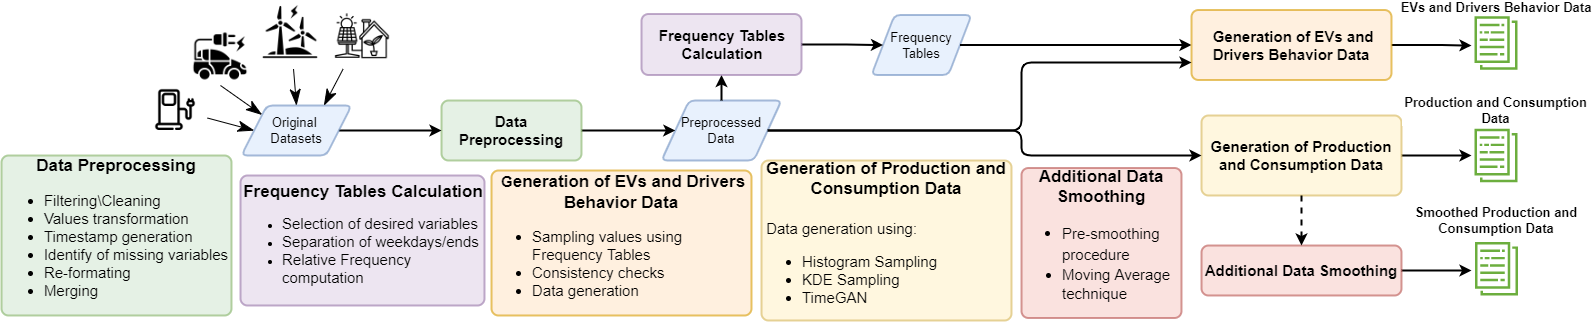 Original
Datasets
Data
Preprocessing
Preprocessed
Data
Frequency Tables
Calculation
Frequency
Tables
Generation of EVs and
Drivers Behavior Data
EVs and Drivers Behavior Data
Generation of Production
and Consumption Data
Production and Consumption
Data
Additional Data Smoothing
Smoothed Production and
Consumption Data
Data Preprocessing
• Filtering\Cleaning
• Values transformation
• Timestamp generation
• Identify of missing variables
• Re-formating
• Merging
Frequency Tables Calculation
• Selection of desired variables
• Separation of weekdays/ends
• Relative Frequency
computation
Generation of EVs and Drivers
Behavior Data
• Sampling values using
Frequency Tables
• Consistency checks
• Data generation
Generation of Production and
Consumption Data
Data generation using:
• Histogram Sampling
• KDE Sampling
• TimeGAN
Additional Data
Smoothing
• Pre-smoothing
procedure
• Moving Average
technique